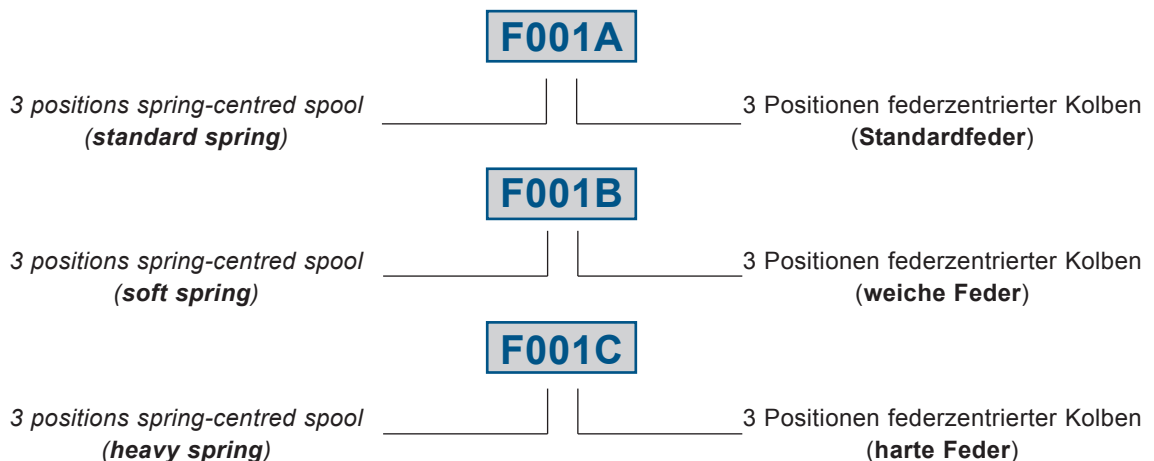 F001A
3 positions spring-centred spool
(standard spring)
3 Positionen federzentrierter Kolben
(Standardfeder)
F001B
3 positions spring-centred spool
(soft spring)
3 Positionen federzentrierter Kolben
(weiche Feder)
F001C
3 positions spring-centred spool
(heavy spring)
3 Positionen federzentrierter Kolben
(harte Feder)